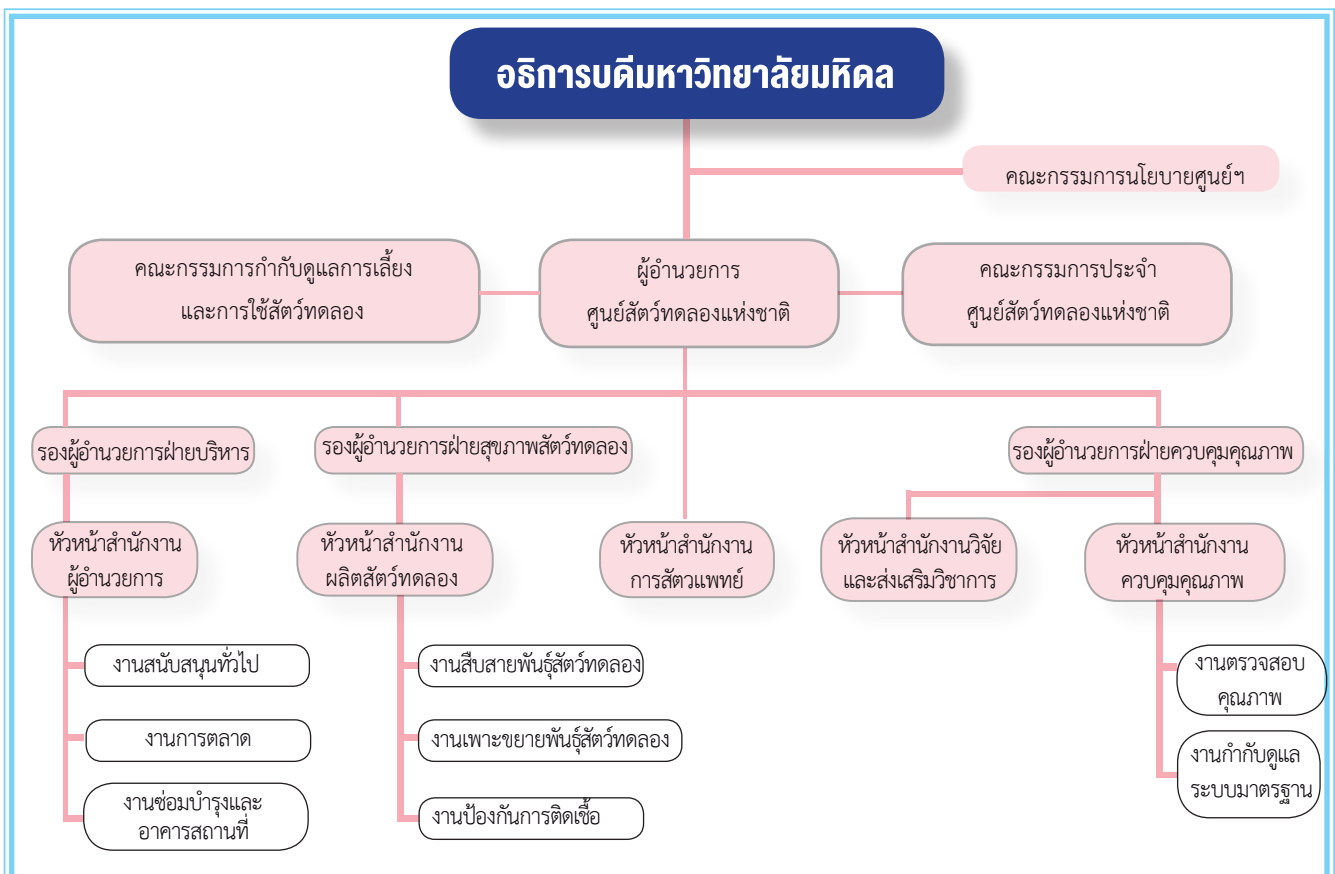 อธิการบดีมหาวิทยาลัยมหิดล
คณะกรรมการนโยบายศูนย์ฯ
คณะกรรมการกำกับดูแลการเลี้ยง
และการใช้สัตว์ทดลอง
ผู้อำนวยการ
ศูนย์สัตว์ทดลองแห่งชาติ
คณะกรรมการประจำ
ศูนย์สัตว์ทดลองแห่งชาติ
รองผู้อำนวยการฝ่ายบริหาร
รองผู้อำนวยการฝ่ายสุขภาพสัตว์ทดลอง
รองผู้อำนวยการฝ่ายควบคุมคุณภาพ
หัวหน้าสำนักงาน
ผู้อำนวยการ
หัวหน้าสำนักงาน
ผลิตสัตว์ทดลอง
หัวหน้าสำนักงาน
การสัตวแพทย์
หัวหน้าสำนักงานวิจัย
และส่งเสริมวิชาการ
หัวหน้าสำนักงาน
ควบคุมคุณภาพ
งานสนับสนุนทั่วไป
งานการตลาด
งานซ่อมบำรุงและ
อาคารสถานที่
งานสืบสายพันธุ์สัตว์ทดลอง
งานเพาะขยายพันธุ์สัตว์ทดลอง
งานป้องกันการติดเชื้อ
งานตรวจสอบ
คุณภาพ
งานกำกับดูแล
ระบบมาตรฐาน